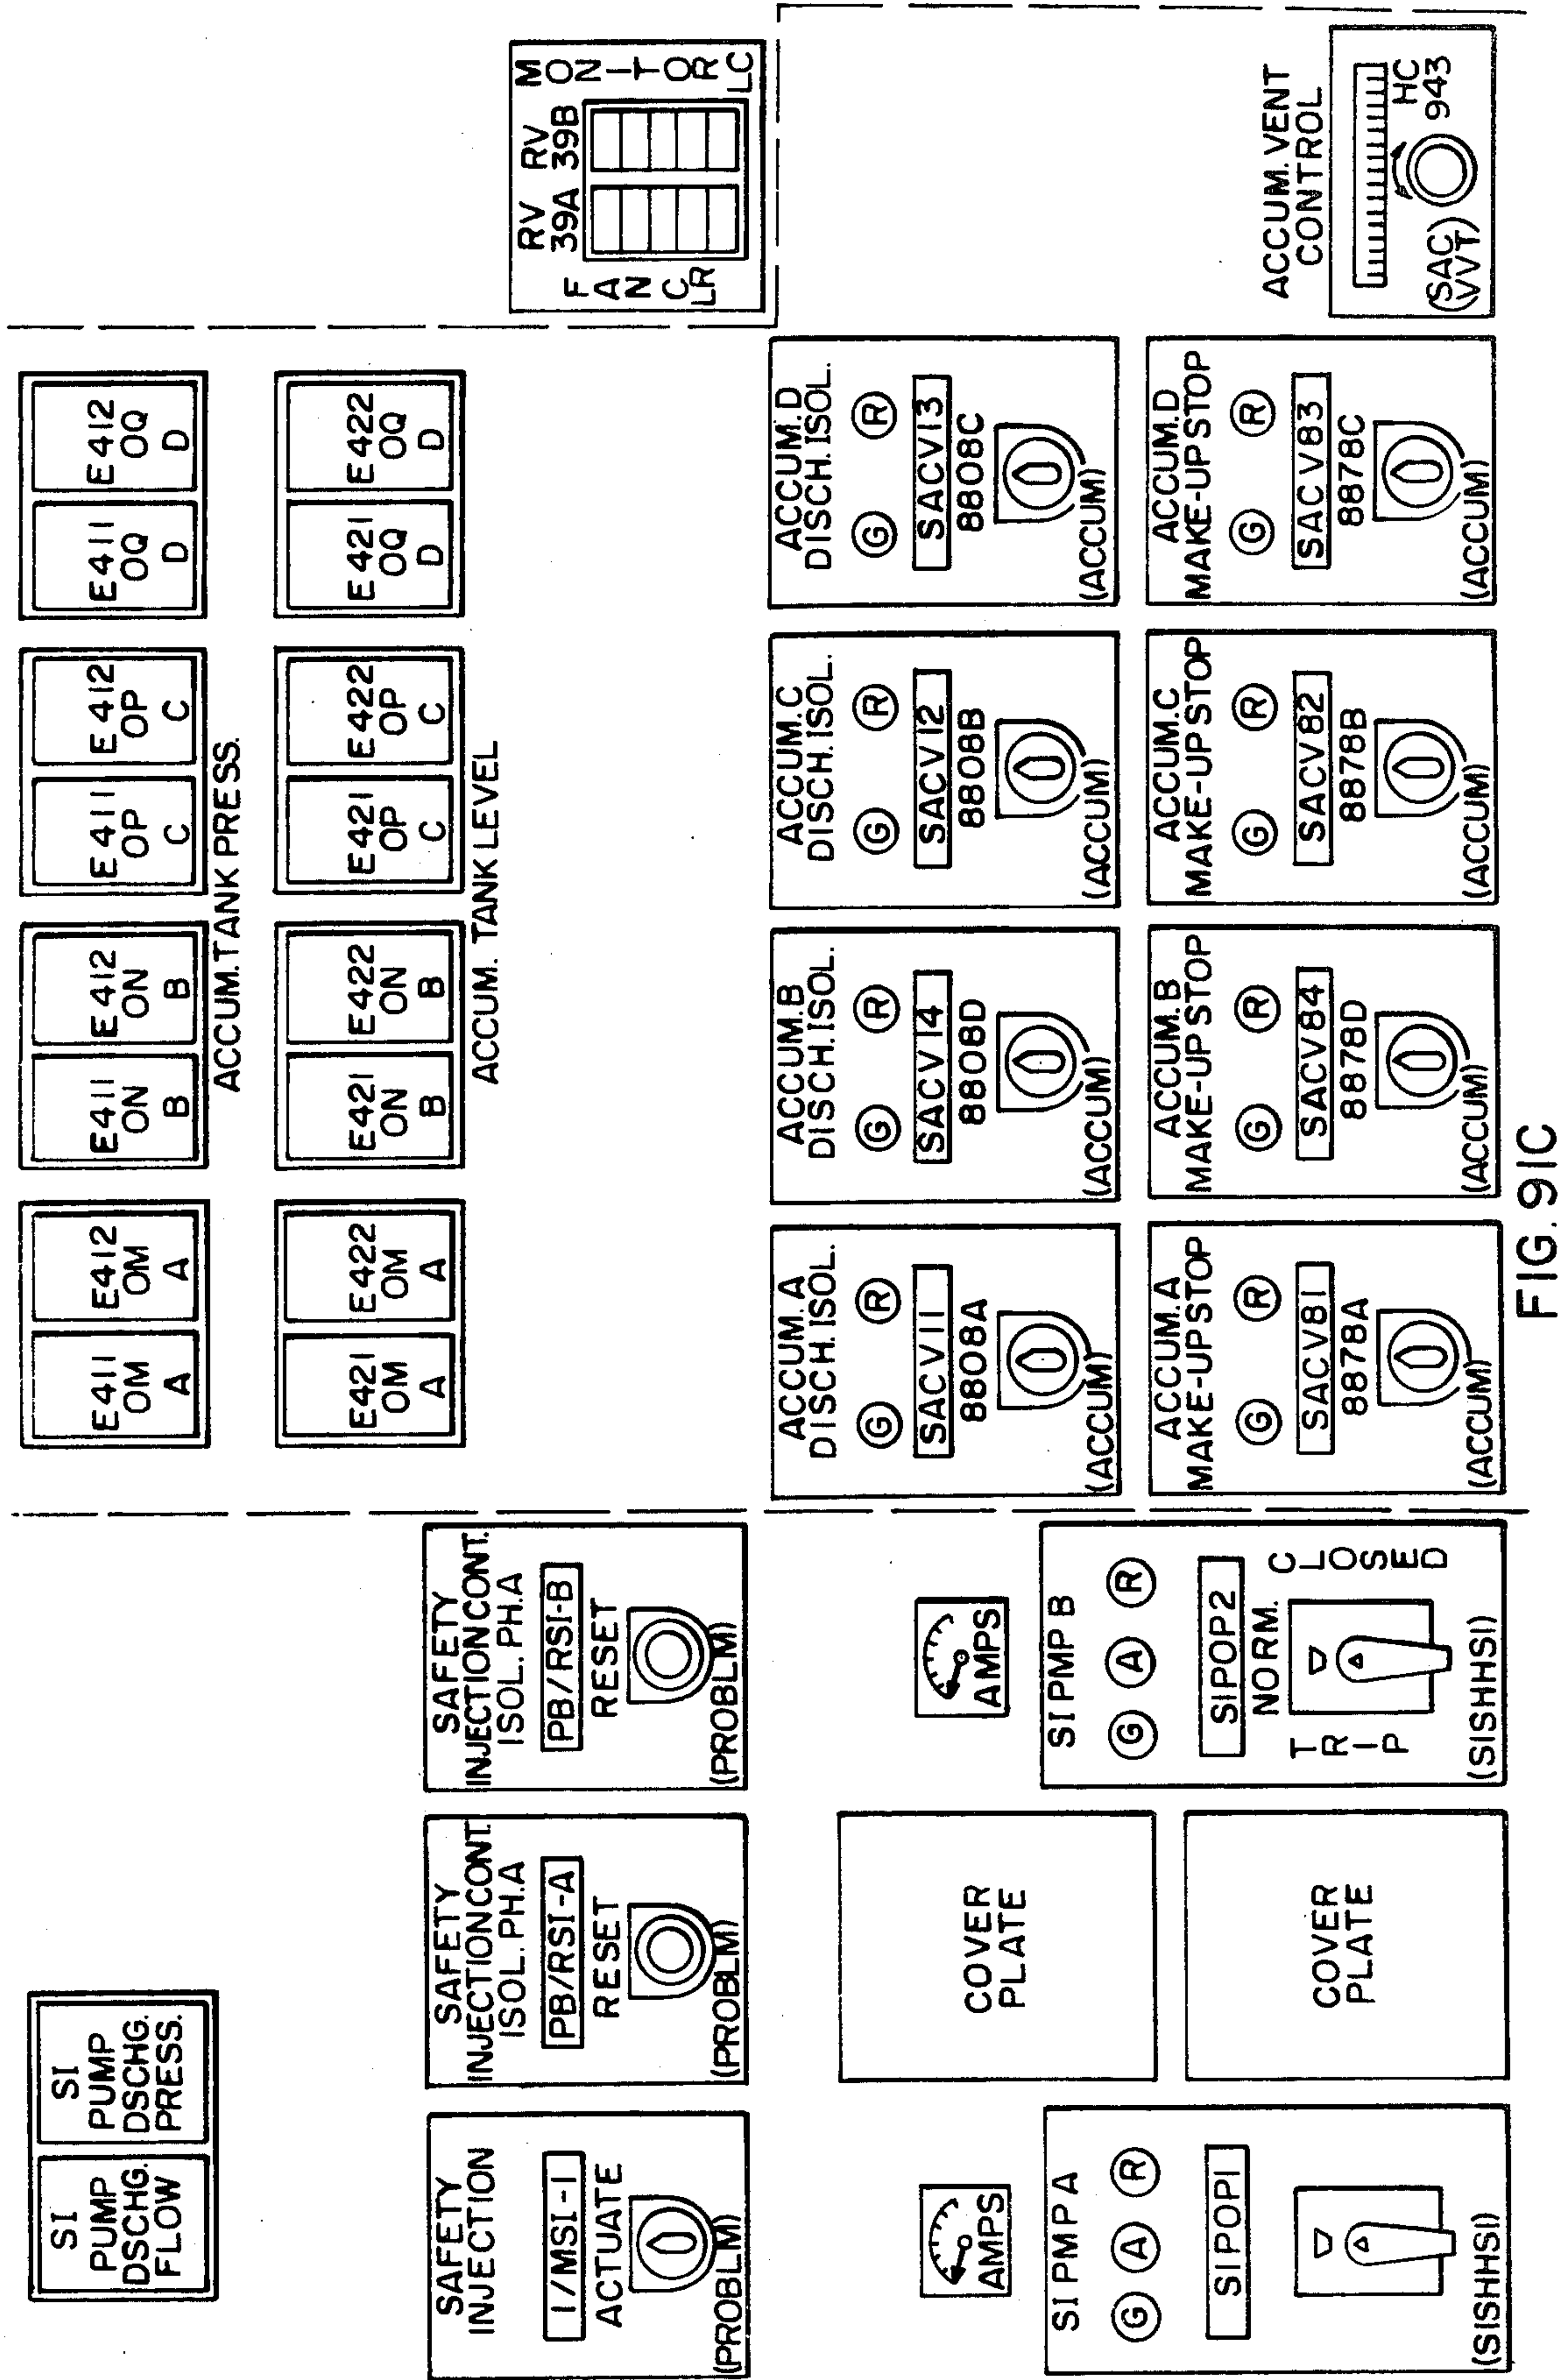 SI
PUMP
DSCHG.
FLOW
SI
PUMP
DSCHG.
PRESS.
E411
OM
A
E412
OM
A
E411
ON
B
E412
ON
B
E411
OP
C
E412
OP
C
E411
OQ
D
E412
OQ
D
ACCUM.TANK PRESS.
E421
OM
A
E422
OM
A
E421
ON
B
E422
ON
B
E421
OP
C
E422
OP
C
E421
OQ
D
E422
OQ
D
ACCUM. TANK LEVEL
SAFETY
INJECTION
1/MSI-1
ACTUATE
(PROBLM)
SAFETY
INJECTION CONT.
ISOL.PH.A
PB/RSI-A
RESET
(PROBLM)
SAFETY
INJECTION CONT.
ISOL.PH.A
PB/RSI-B
RESET
(PROBLM)
RV
39A
RV
39B
FAN
CLR
MONITOR
LC
AMPS
SI PMP A
G A R
SIPOP1
(SISHHSI)
COVER
PLATE
COVER
PLATE
AMPS
SI PMP B
G A R
SIPOP2
NORM.
TRIP
CLOSED
(SISHHSI)
ACCUM.A
DISCH.ISOL.
G R
SACV11
8808A
(ACCUM)
ACCUM.B
DISCH.ISOL.
G R
SACV14
8808D
(ACCUM)
ACCUM.C
DISCH.ISOL.
G R
SACV12
8808B
(ACCUM)
ACCUM.D
DISCH.ISOL.
G R
SACV13
8808C
(ACCUM)
ACCUM.A
MAKE-UP STOP
G R
SACV81
8878A
(ACCUM)
ACCUM.B
MAKE-UP STOP
G R
SACV84
8878D
(ACCUM)
ACCUM.C
MAKE-UP STOP
G R
SACV82
8878B
(ACCUM)
ACCUM.D
MAKE-UP STOP
G R
SACV83
8878C
(ACCUM)
ACCUM.VENT
CONTROL
(SAC)
(VVT)
HC
943
FIG. 91C